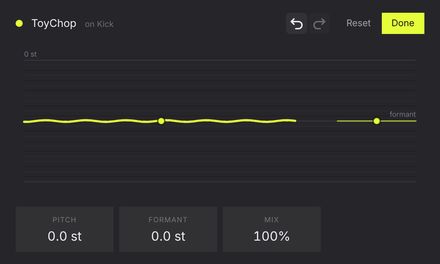 ToyChop on Kick Reset Done
0 st
formant
PITCH FORMANT MIX
0.0 st 0.0 st 100%